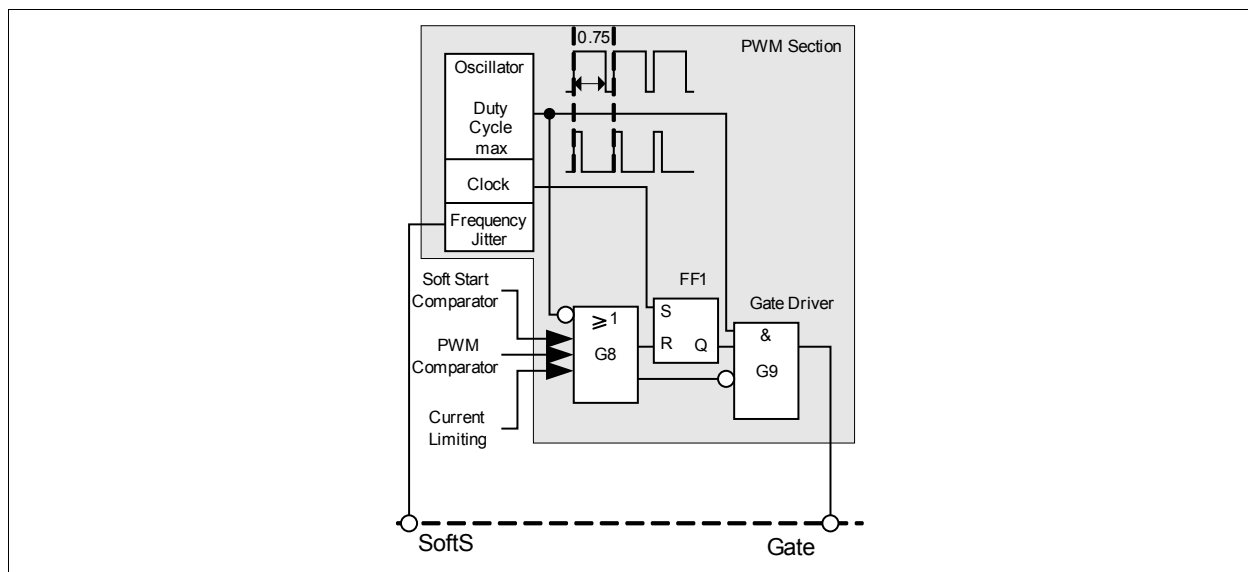 0.75
PWM Section
Oscillator
Duty
Cycle
max
Clock
Frequency
Jitter
Soft Start
Comparator
PWM
Comparator
Current
Limiting
≥1
G8
FF1
S
R
Q
Gate Driver
&
G9
SoftS
Gate